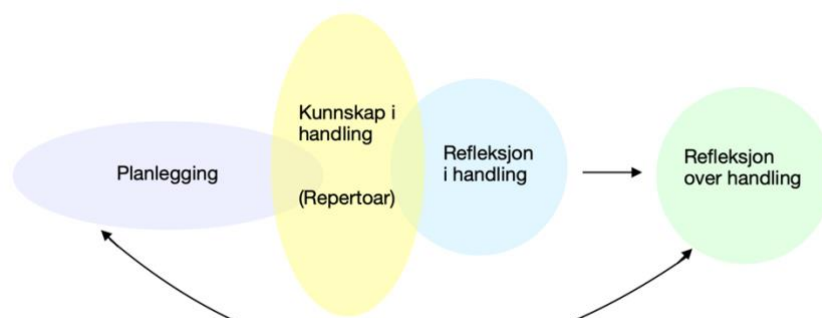 Planlegging
Kunnskap i
handling
(Repertoar)
Refleksjon
i handling
Refleksjon
over handling